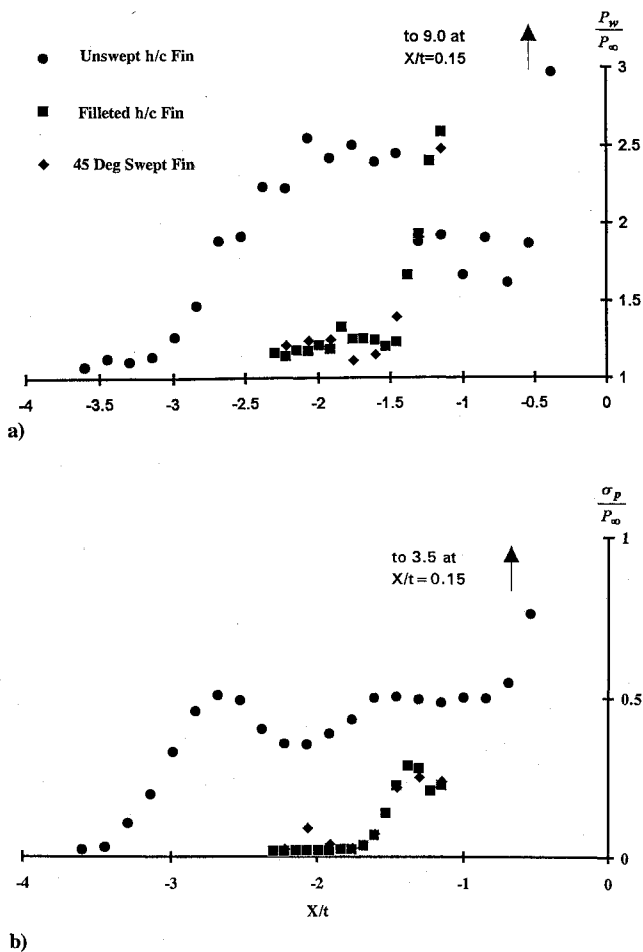 Unswept h/c Fin
Filleted h/c Fin
45 Deg Swept Fin
to 9.0 at
X/t=0.15
P_w
P_∞
3
2.5
2
1.5
1
-4 -3.5 -3 -2.5 -2 -1.5 -1 -0.5 0
a)
σ_p
P_∞
to 3.5 at
X/t=0.15
1
0.5
0
-4 -3 -2 -1 0
X/t
b)